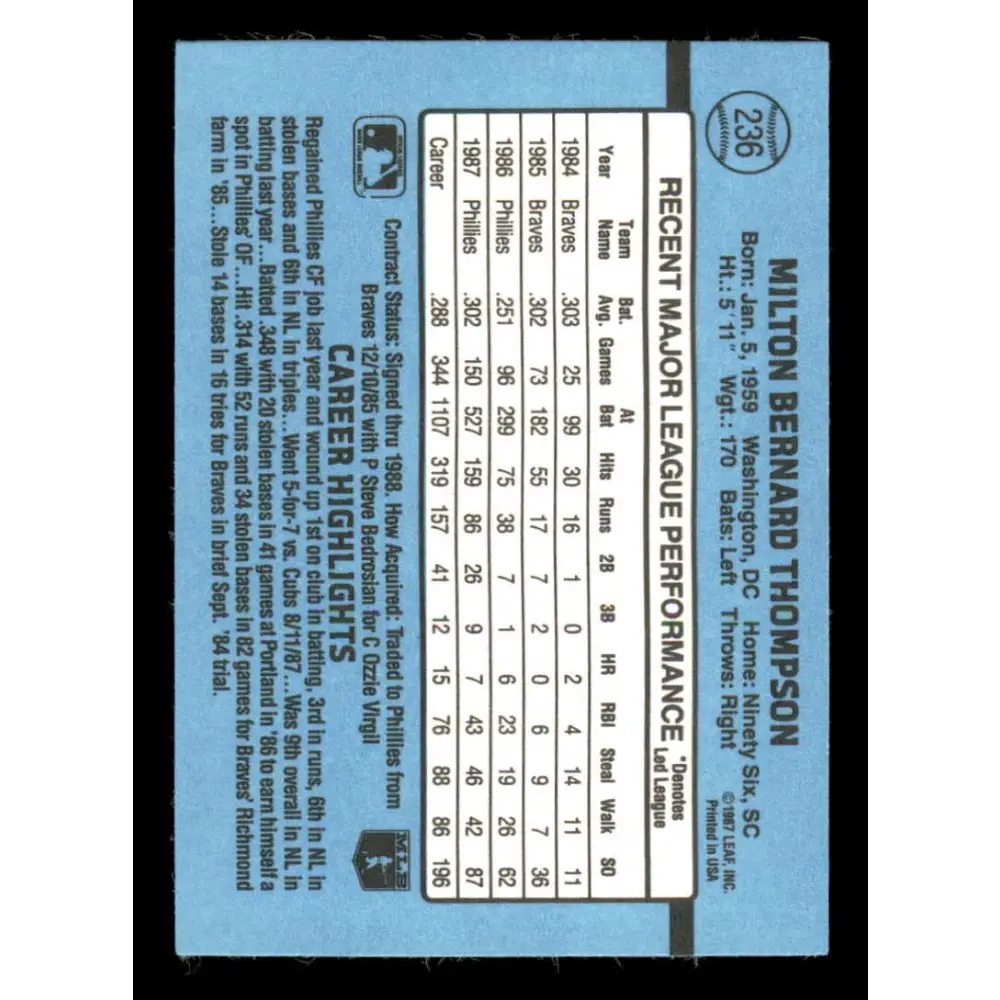 236
MILTON BERNARD THOMPSON
Born: Jan. 5, 1959 Washington, DC Home: Ninety Six, SC
Ht.: 5'11" Wgt.: 170 Bats: Left Throws: Right
©1987 LEAF, INC.
Printed in USA
RECENT MAJOR LEAGUE PERFORMANCE *Denotes Led League
Year Team Name Bat. Avg. Games At Bat Hits Runs 2B 3B HR RBI Steal Walk SO
1984 Braves .303 25 99 30 16 1 0 2 4 14 11 11
1985 Braves .302 73 182 55 17 7 2 0 6 9 7 36
1986 Phillies .251 96 299 75 38 7 1 6 23 19 26 62
1987 Phillies .302 150 527 159 86 26 9 7 43 46 42 87
Career .288 344 1107 319 157 41 12 15 76 88 86 196
Contract Status: Signed thru 1988. How Acquired: Traded to Phillies from
Braves 12/10/85 with P Steve Bedrosian for C Ozzie Virgil
MLB
CAREER HIGHLIGHTS
Regained Phillies CF job last year and wound up 1st on club in batting, 3rd in runs, 6th in NL in
stolen bases and 6th in NL in triples...Went 5-for-7 vs. Cubs 8/11/87...Was 9th overall in NL in
batting last year...Batted .348 with 20 stolen bases in 41 games at Portland in '86 to earn himself a
spot in Phillies' OF...Hit .314 with 52 runs and 34 stolen bases in 82 games for Braves' Richmond
farm in '85...Stole 14 bases in 16 tries for Braves in brief Sept. '84 trial.